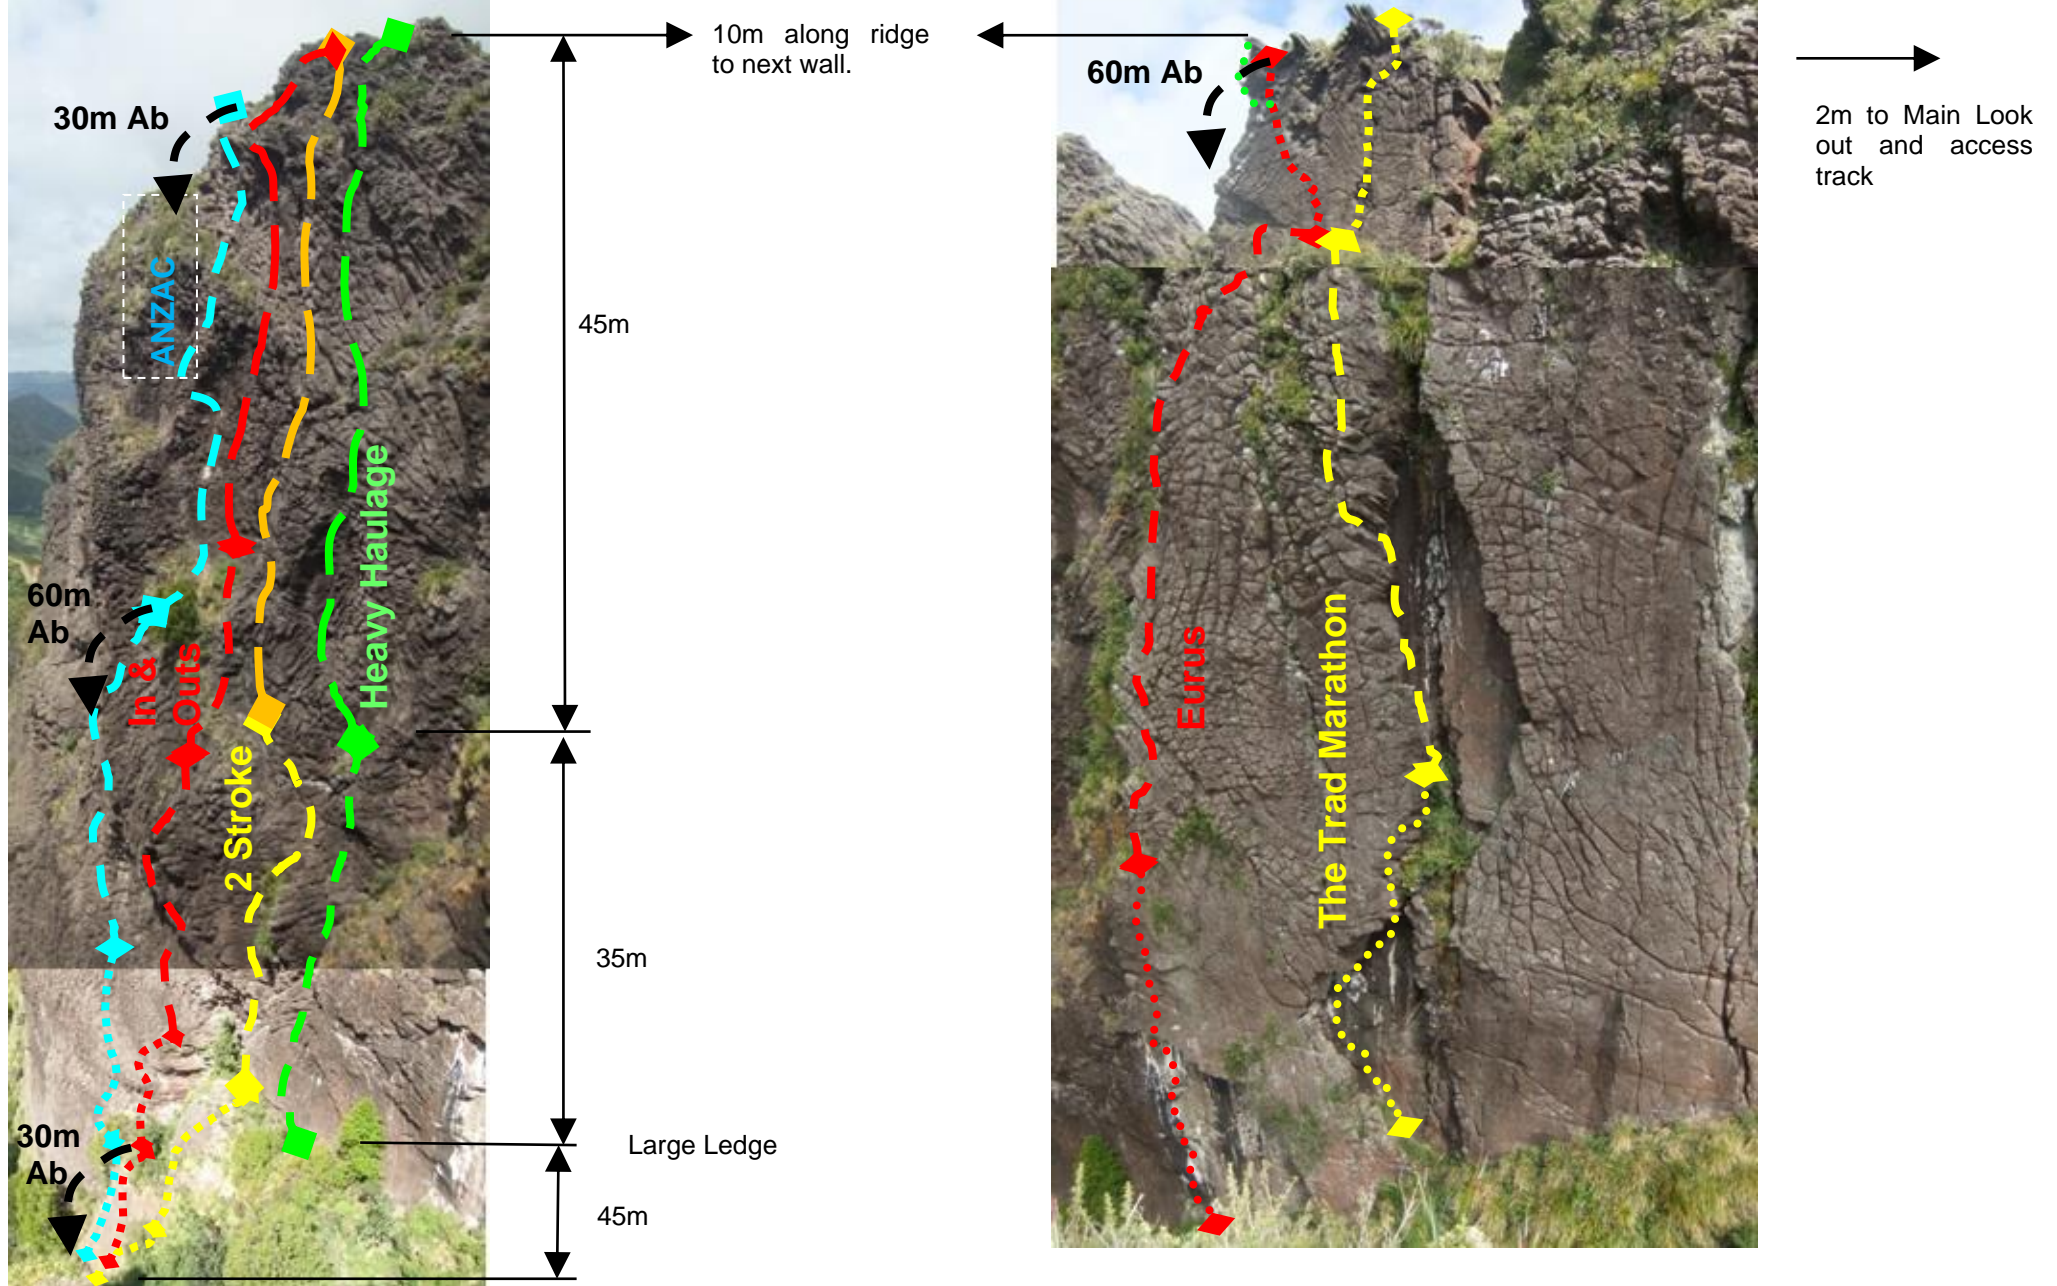 10m along ridge
to next wall.
60m Ab
2m to Main Look
out and access
track
30m Ab
ANZAC
45m
Heavy Haulage
60m
Ab
In &
Outs
2 Stroke
Eurus
The Trad Marathon
35m
30m
Ab
Large Ledge
45m